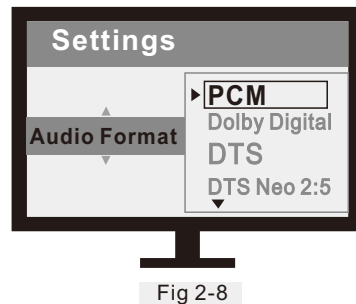 Settings
Audio Format
PCM
Dolby Digital
DTS
DTS Neo 2:5
Fig 2-8